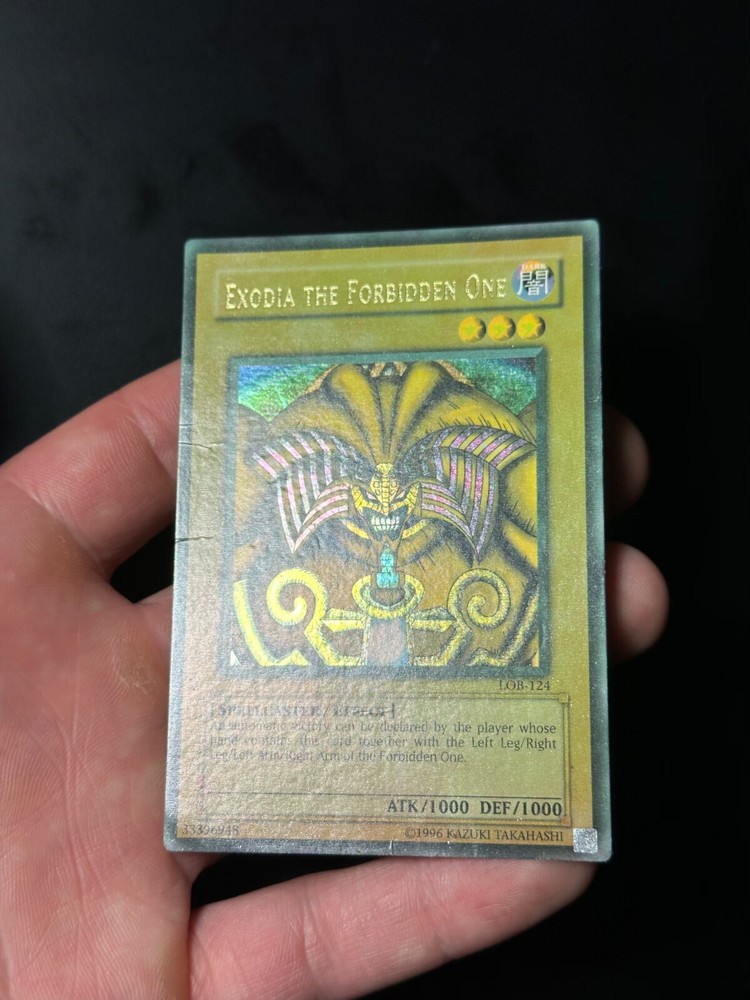 EXODIA THE FORBIDDEN ONE
DARK
闇
LOB-124
[SPELLCASTER/EFFECT]
An automatic victory can be declared by the player whose
hand contains this card together with the Left Leg/Right
Leg/Left Arm/Right Arm of the Forbidden One.
ATK/1000 DEF/1000
33396948
©1996 KAZUKI TAKAHASHI